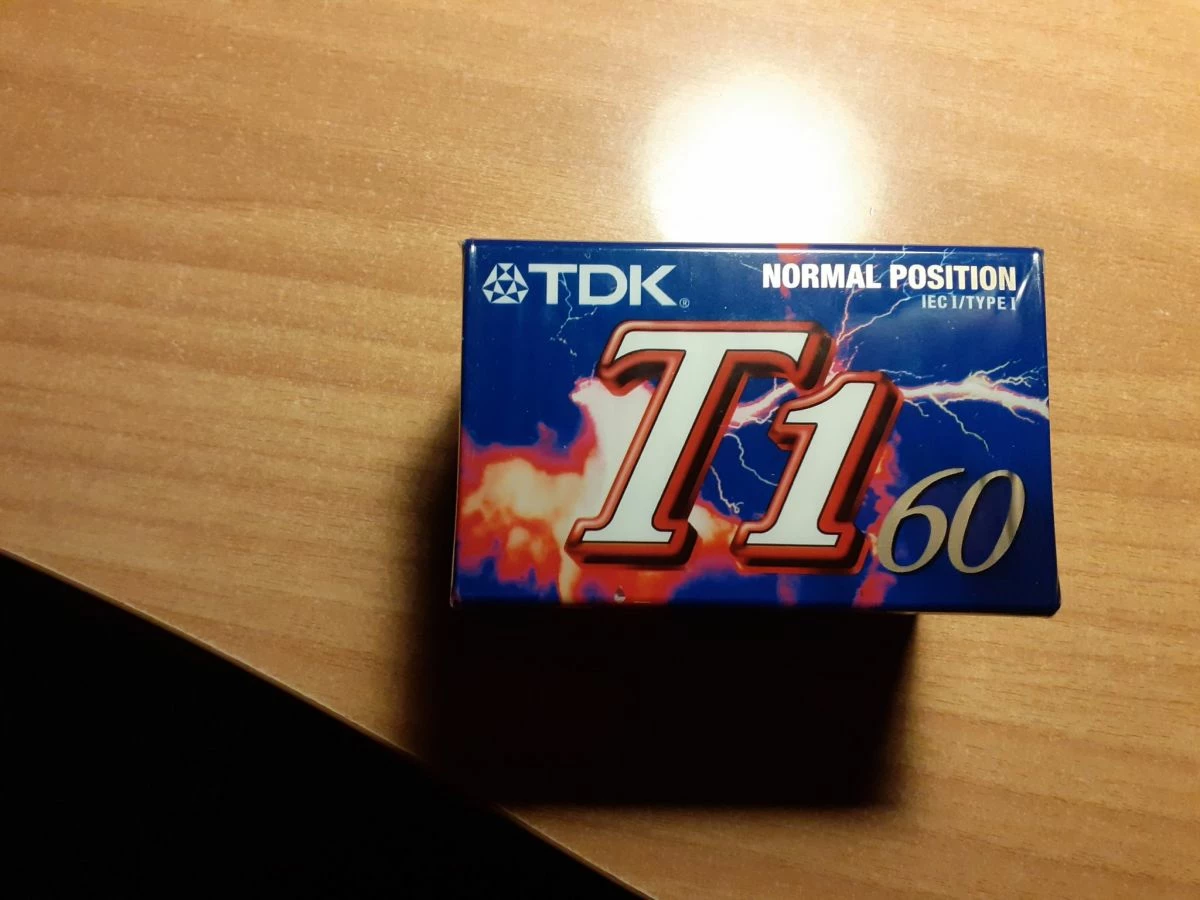 TDK®
NORMAL POSITION
IEC I/TYPE I
T1
60